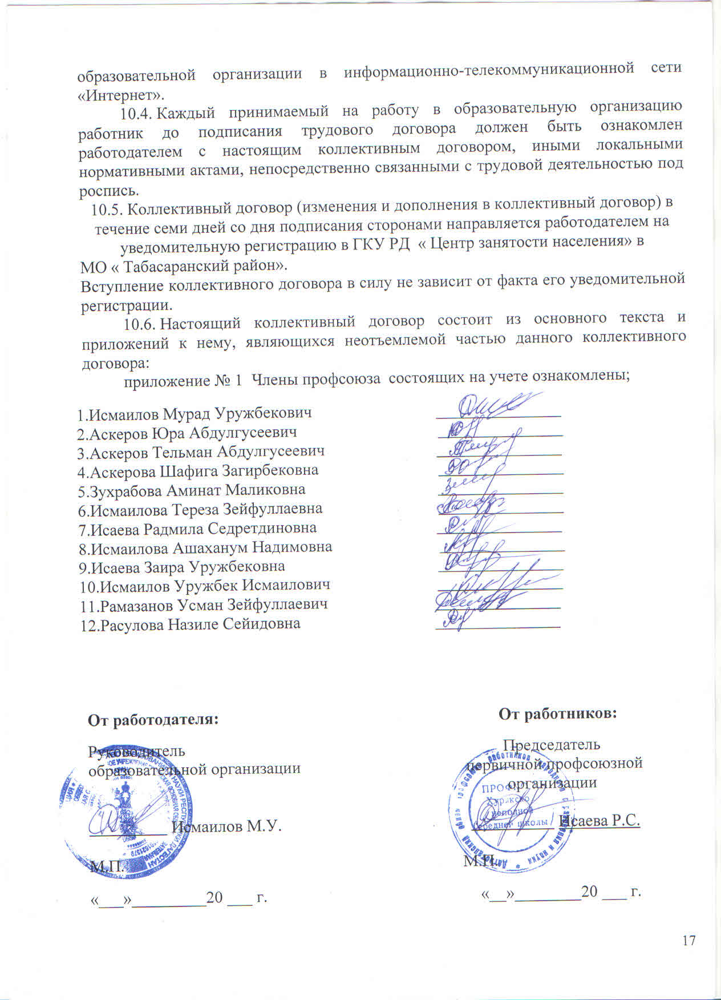 образовательной организации в информационно-телекоммуникационной сети
«Интернет».
10.4. Каждый принимаемый на работу в образовательную организацию
работник до подписания трудового договора должен быть ознакомлен
работодателем с настоящим коллективным договором, иными локальными
нормативными актами, непосредственно связанными с трудовой деятельностью под
роспись.
10.5. Коллективный договор (изменения и дополнения в коллективный договор) в
течение семи дней со дня подписания сторонами направляется работодателем на
уведомительную регистрацию в ГКУ РД « Центр занятости населения» в
МО « Табасаранский район».
Вступление коллективного договора в силу не зависит от факта его уведомительной
регистрации.
10.6. Настоящий коллективный договор состоит из основного текста и
приложений к нему, являющихся неотъемлемой частью данного коллективного
договора:
приложение № 1 Члены профсоюза состоящих на учете ознакомлены;
1.Исмаилов Мурад Уружбекович
2.Аскеров Юра Абдулгусеевич
3.Аскеров Тельман Абдулгусеевич
4.Аскерова Шафига Загирбековна
5.Зухрабова Аминат Маликовна
6.Исмаилова Тереза Зейфуллаевна
7.Исаева Радмила Седретдиновна
8.Исмаилова Ашаханум Надимовна
9.Исаева Заира Уружбековна
10.Исмаилов Уружбек Исмаилович
11.Рамазанов Усман Зейфуллаевич
12.Расулова Назиле Сейидовна
От работодателя:
Руководитель
образовательной организации
Исмаилов М.У.
М.П.
«___»_________20 ___ г.
От работников:
Председатель
первичной профсоюзной
организации
Исаева Р.С.
М.П.
«__»________20 ___ г.
работников народного
неполной
средней школы
и науки
17